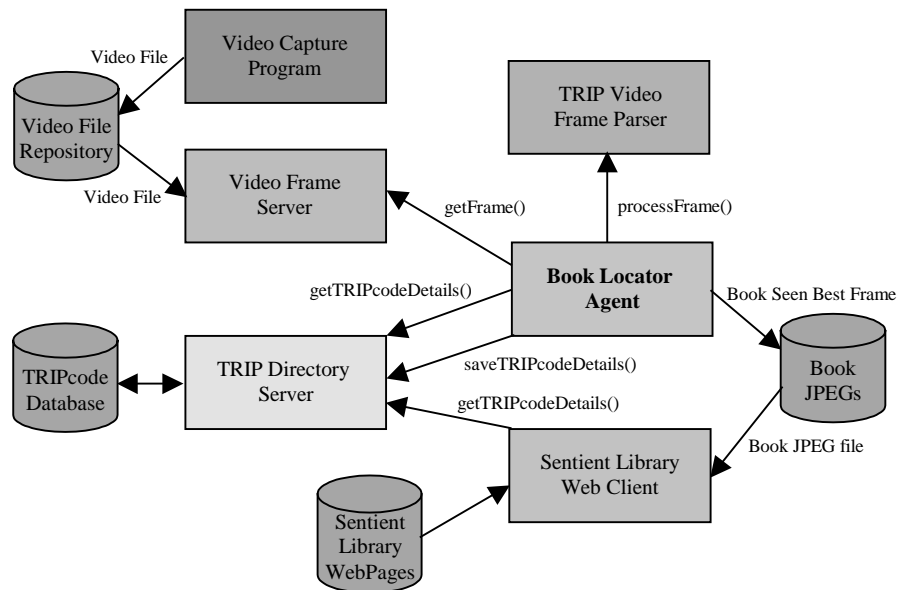 Video Capture
Program
Video File
TRIP Video
Frame Parser
Video File
Repository
Video Frame
Server
Video File
getFrame()
processFrame()
Book Locator
Agent
getTRIPcodeDetails()
Book Seen Best Frame
TRIPcode
Database
TRIP Directory
Server
saveTRIPcodeDetails()
Book
JPEGs
getTRIPcodeDetails()
Book JPEG file
Sentient Library
Web Client
Sentient
Library
WebPages